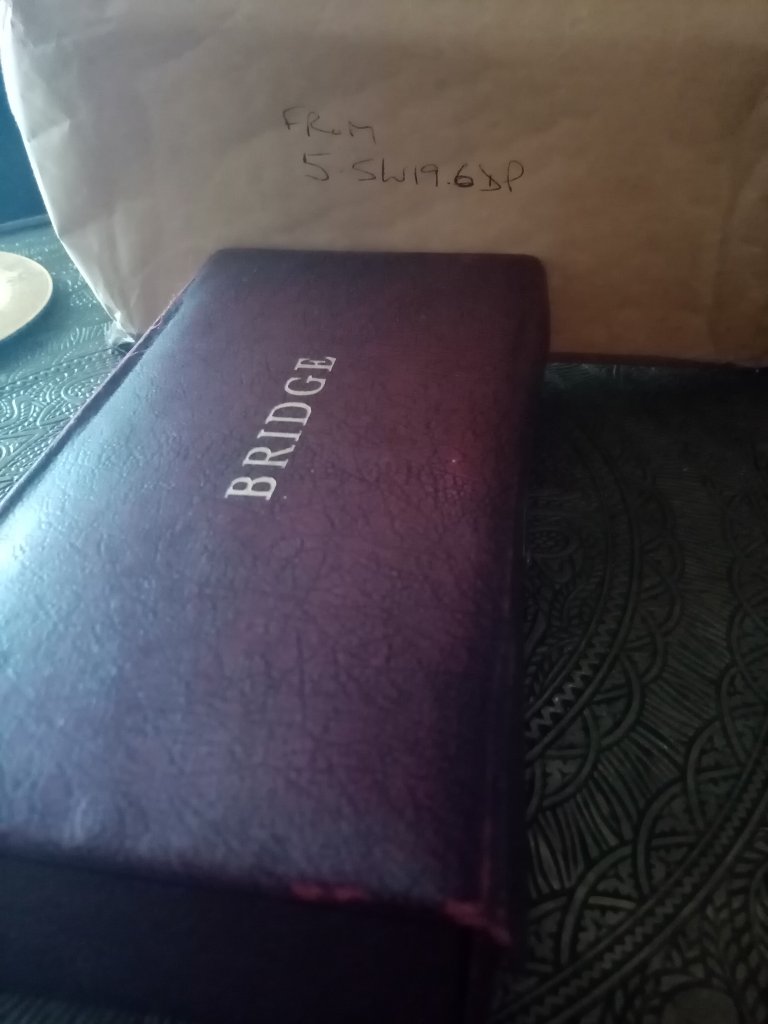 FROM
5. SW19.6DP
BRIDGE